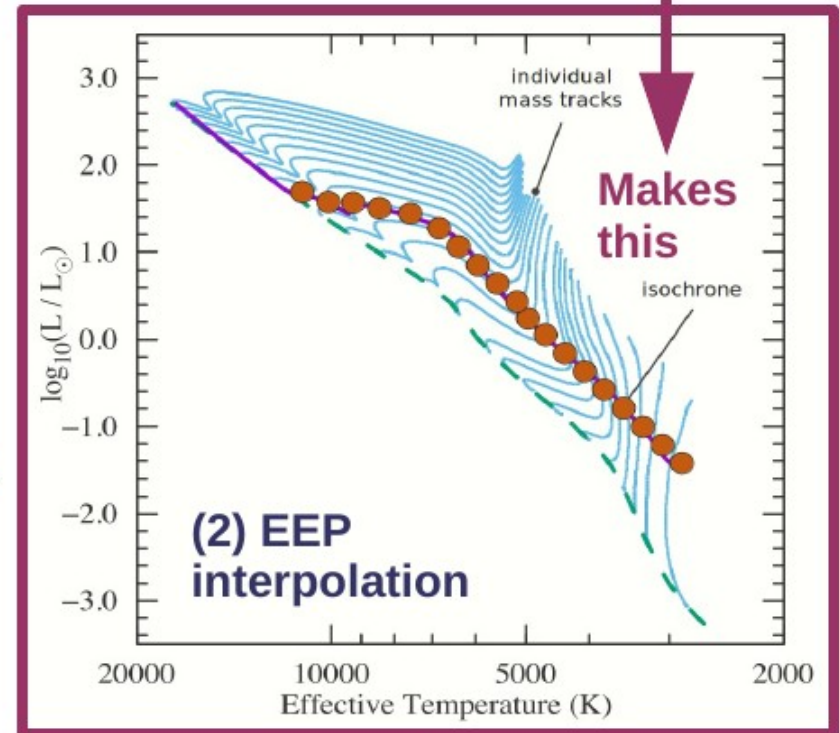 individual
mass tracks
Makes
this
isochrone
(2) EEP
interpolation
log₁₀(L / L☉)
3.0
2.0
1.0
0.0
−1.0
−2.0
−3.0
20000
10000
5000
2000
Effective Temperature (K)